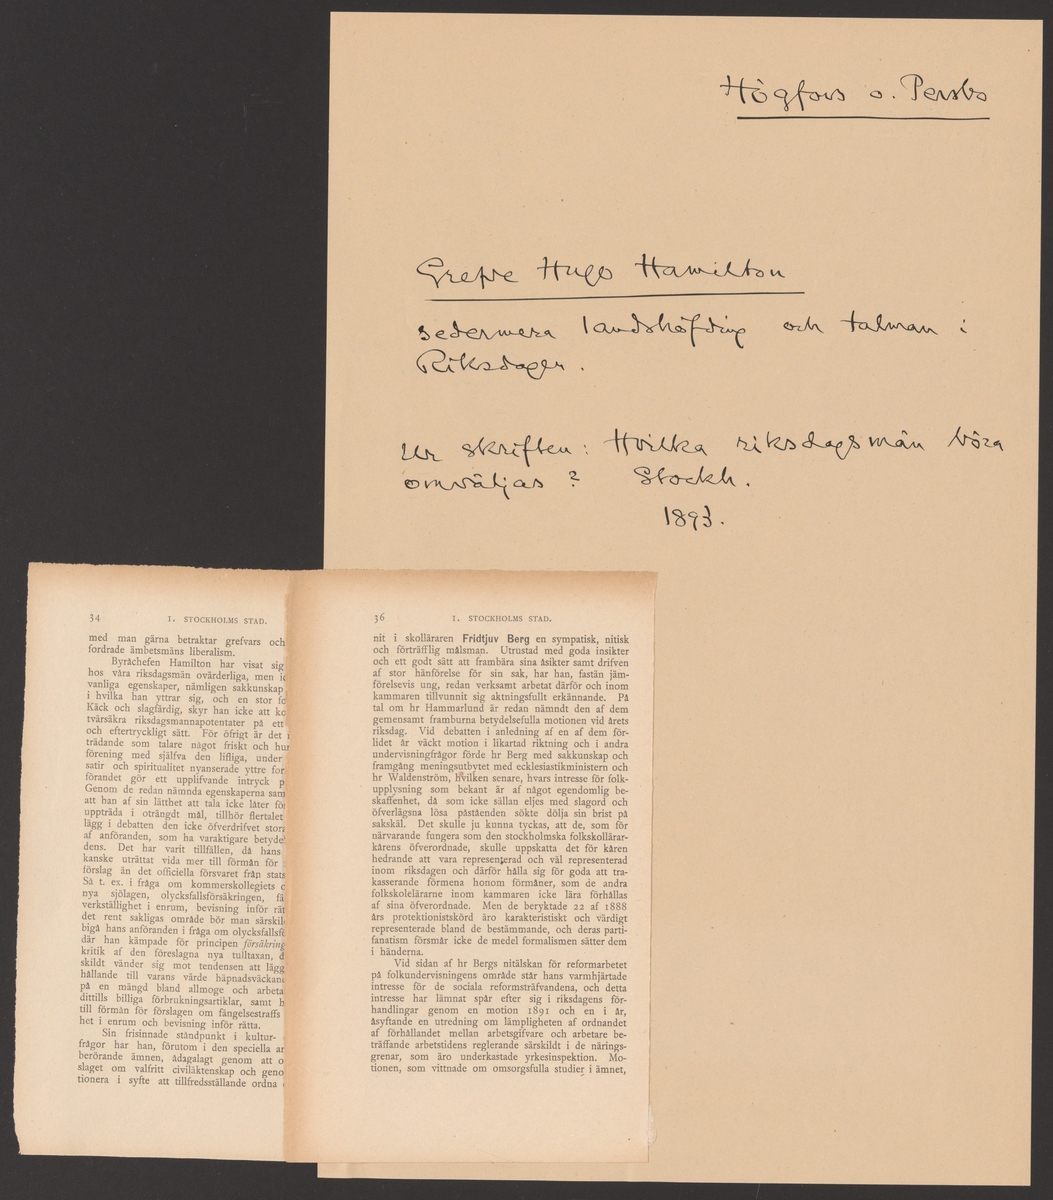 Högfors o. Persbo
Grefve Hugo Hamilton
sedermera landshöfding och talman i
Riksdagen.
Ur skriften: Hvilka riksdagsmän böra
omväljas? Stockh.
1893.
34 I. STOCKHOLMS STAD.
med man gärna betraktar grefvars och
fordrade ämbetsmäns liberalism.
Byråchefen Hamilton har visat sig
hos våra riksdagsmän ovärderliga, men i
vanliga egenskaper, nämligen sakkunskap
i hvilka han yttrar sig, och en stor
Käck och slagfärdig, skyr han icke att
tvärsäkra riksdagsmannapotentater på ett
och eftertryckligt sätt. För öfrigt är det
trädande som talare något friskt och
förening med själfva den lifliga, under
satir och spiritualitet nyanserade yttre
förandet gör ett upplifvande intryck p
Genom de redan nämnda egenskaperna sam
att han af sin lätthet att tala icke låter
uppträda i oträngdt mål, tillhör flertalet
lägg i debatten den icke öfverdrifvet stora
af anföranden, som ha varaktigare
dens. Det har varit tillfällen, då hans
kanske uträttat vida mer till förmån för
förslag än det officiella försvaret från stats
Så t. ex. i fråga om kommerskollegiets
nya sjölagen, olycksfallsförsäkringen, få
verkställighet i enrum, bevisning inför
det rent sakligas område bör man
bigå hans anföranden i fråga om
där han kämpade för principen försäkring
kritik af den föreslagna nya tulltaxan, d
skildt vänder sig mot tendensen att lägg
hållande till varans värde häpnadsväckan
på en mängd bland allmoge och arbeta
dittills billiga förbrukningsartiklar, samt h
till förmån för förslagen om fängelsestraffs
het i enrum och bevisning inför rätta.
Sin frisinnade ståndpunkt i kultur-
frågor har han, förutom i den speciella
berörande ämnen, ådagalagt genom att
slaget om valfritt civiläktenskap och geno
tionera i syfte att tillfredsställande ordna
36 I. STOCKHOLMS STAD.
nit i skolläraren Fridtjuv Berg en sympatisk, nitisk
och förträfflig målsman. Utrustad med goda insikter
och ett godt sätt att frambära sina åsikter samt drifven
af stor hänförelse för sin sak, har han, fastän jäm-
förelsevis ung, redan verksamt arbetat därför och inom
kammaren tillvunnit sig aktningsfullt erkännande. På
tal om hr Hammarlund är redan nämndt den af dem
gemensamt framburna betydelsefulla motionen vid årets
riksdag. Vid debatten i anledning af en af dem för-
lidet år väckt motion i likartad riktning och i andra
undervisningfrågor förde hr Berg med sakkunskap och
framgång meningsutbytet med ecklesiastikministern och
hr Waldenström, hvilken senare, hvars intresse för folk-
upplysning som bekant är af något egendomlig be-
skaffenhet, då som icke sällan eljes med slagord och
öfverlägsna lösa påståenden sökte dölja sin brist på
sakskäl. Det skulle ju kunna tyckas, att de, som för
närvarande fungera som den stockholmska folkskollärar-
kårens öfverordnade, skulle uppskatta det för kåren
hedrande att vara representerad och väl representerad
inom riksdagen och därför hålla sig för goda att tra-
kasserande förmena honom förmåner, som de andra
folkskolelärarne inom kammaren icke lära förhållas
af sina öfverordnade. Men de beryktade 22 af 1888
års protektionistskörd äro karakteristiskt och värdigt
representerade bland de bestämmande, och deras parti-
fanatism försmår icke de medel formalismen sätter dem
i händerna.
Vid sidan af hr Bergs nitälskan för reformarbetet
på folkundervisningens område står hans varmhjärtade
intresse för de sociala reformsträfvandena, och detta
intresse har lämnat spår efter sig i riksdagens för-
handlingar genom en motion 1891 och en i år,
åsyftande en utredning om lämpligheten af ordnandet
af förhållandet mellan arbetsgifvare och arbetare be-
träffande arbetstidens reglerande särskildt i de närings-
grenar, som äro underkastade yrkesinspektion. Mo-
tionen, som vittnade om omsorgsfulla studier i ämnet,